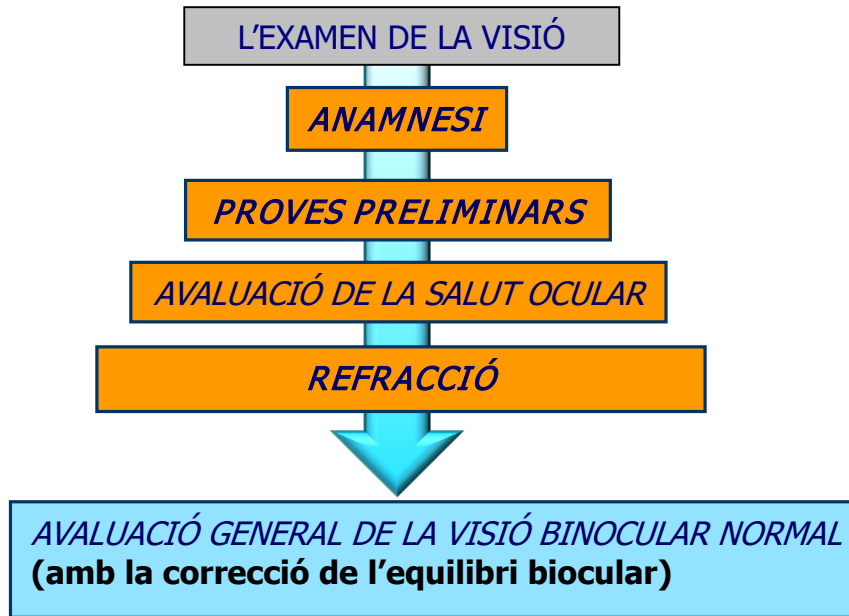 L'EXAMEN DE LA VISIÓ
ANAMNESI
PROVES PRELIMINARS
AVALUACIÓ DE LA SALUT OCULAR
REFRACCIÓ
AVALUACIÓ GENERAL DE LA VISIÓ BINOCULAR NORMAL
(amb la correcció de l'equilibri biocular)